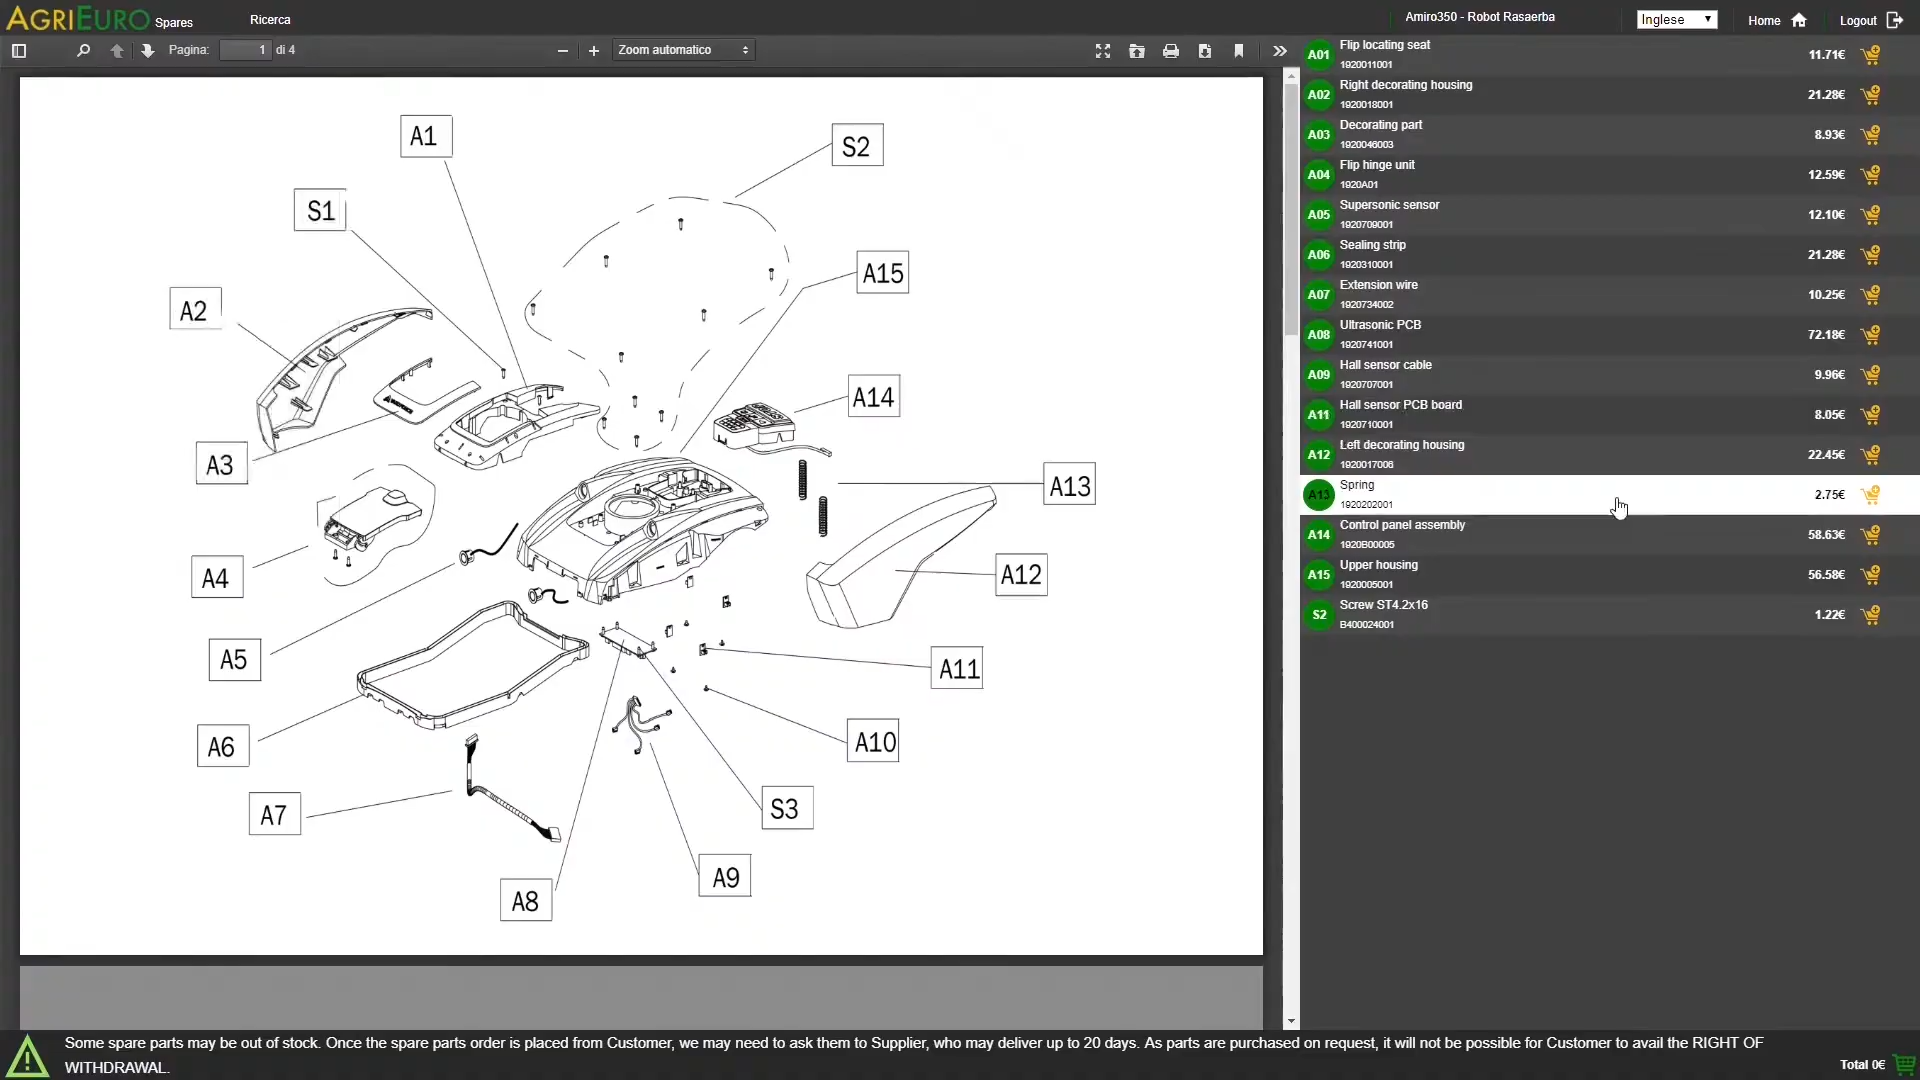 AGRIEURO Spares
Ricerca
Amiro350 - Robot Rasaerba
Inglese
Home
Logout
Pagina:
1
di 4
Zoom automatico
A1
S2
S1
A15
A2
A14
A3
A13
A4
A12
A5
A11
A6
A10
A7
S3
A9
A8
A01
Flip locating seat
1920011001
11.71€
A02
Right decorating housing
1920018001
21.28€
A03
Decorating part
1920046003
8.93€
A04
Flip hinge unit
1920A01
12.59€
A05
Supersonic sensor
1920709001
12.10€
A06
Sealing strip
1920310001
21.28€
A07
Extension wire
1920734002
10.25€
A08
Ultrasonic PCB
1920741001
72.18€
A09
Hall sensor cable
1920707001
9.96€
A11
Hall sensor PCB board
1920710001
8.05€
A12
Left decorating housing
1920017006
22.45€
A13
Spring
1920202001
2.75€
A14
Control panel assembly
1920B00005
58.63€
A15
Upper housing
1920005001
56.58€
S2
Screw ST4.2x16
B400024001
1.22€
Some spare parts may be out of stock. Once the spare parts order is placed from Customer, we may need to ask them to Supplier, who may deliver up to 20 days. As parts are purchased on request, it will not be possible for Customer to avail the RIGHT OF
WITHDRAWAL.
Total 0€